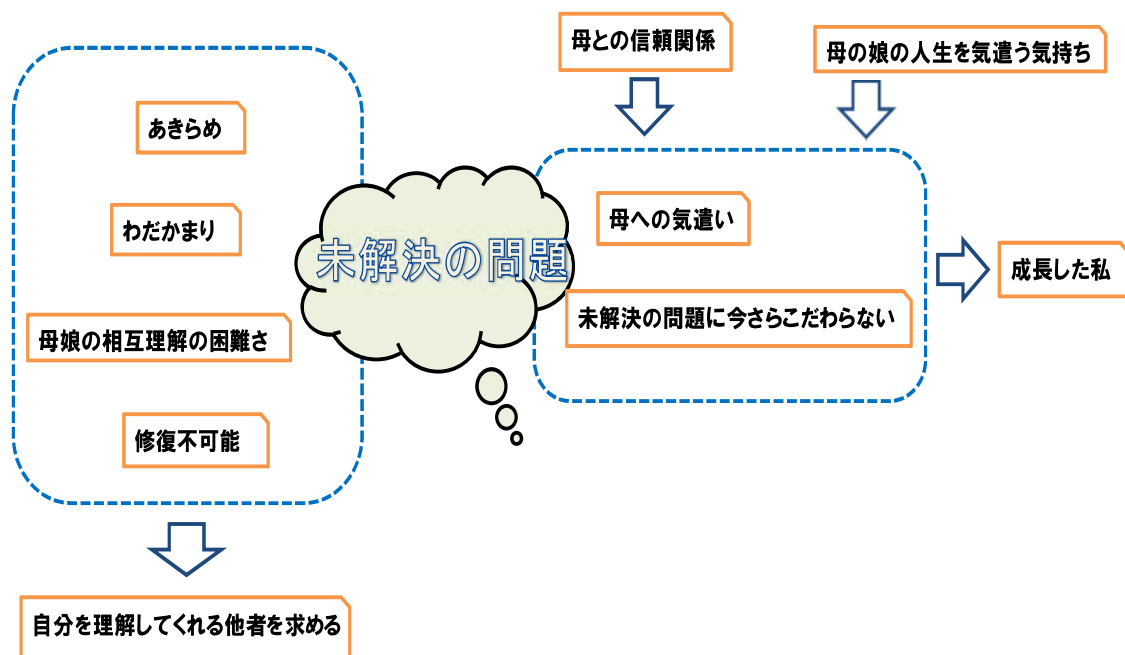 母との信頼関係
母の娘の人生を気遣う気持ち
あきらめ
わだかまり
母娘の相互理解の困難さ
修復不可能
未解決の問題
母への気遣い
未解決の問題に今さらこだわらない
成長した私
自分を理解してくれる他者を求める